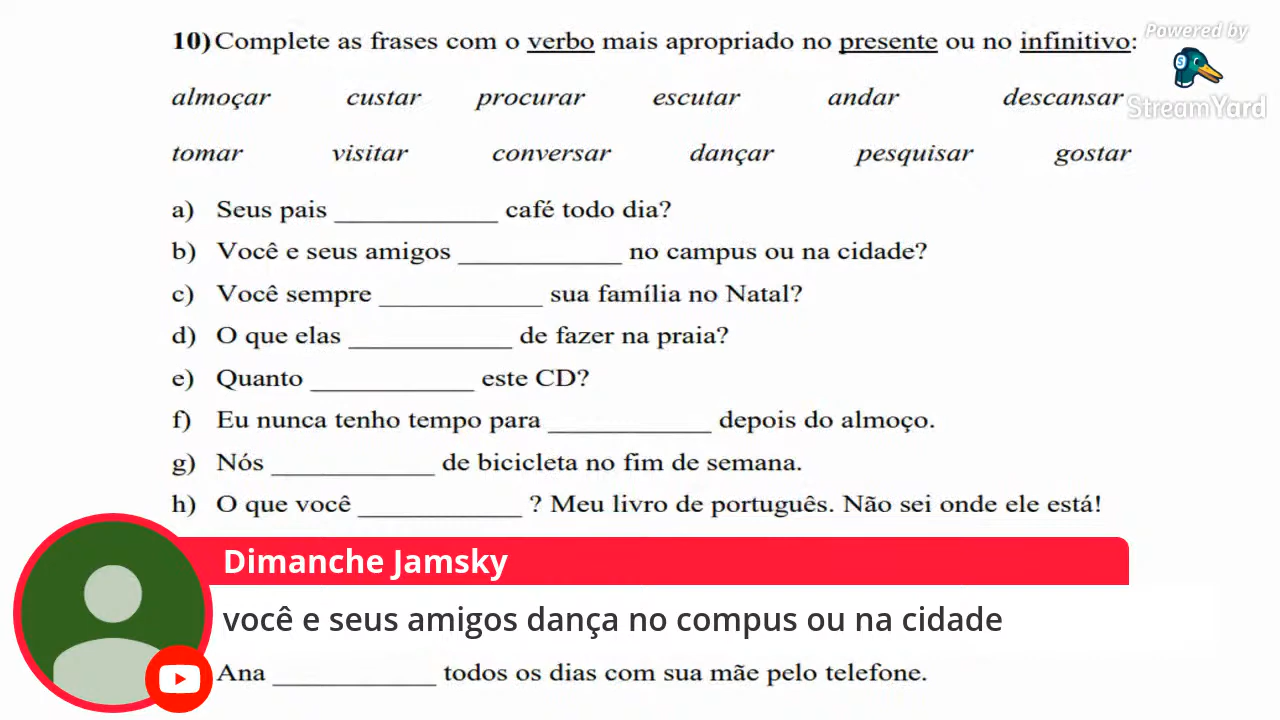 10) Complete as frases com o verbo mais apropriado no presente ou no infinitivo:
Powered by
StreamYard
almoçar custar procurar escutar andar descansar
tomar visitar conversar dançar pesquisar gostar
a) Seus pais ____________ café todo dia?
b) Você e seus amigos ____________ no campus ou na cidade?
c) Você sempre ____________ sua família no Natal?
d) O que elas ____________ de fazer na praia?
e) Quanto ____________ este CD?
f) Eu nunca tenho tempo para ____________ depois do almoço.
g) Nós ____________ de bicicleta no fim de semana.
h) O que você ____________ ? Meu livro de português. Não sei onde ele está!
Dimanche Jamsky
você e seus amigos dança no compus ou na cidade
Ana ____________ todos os dias com sua mãe pelo telefone.